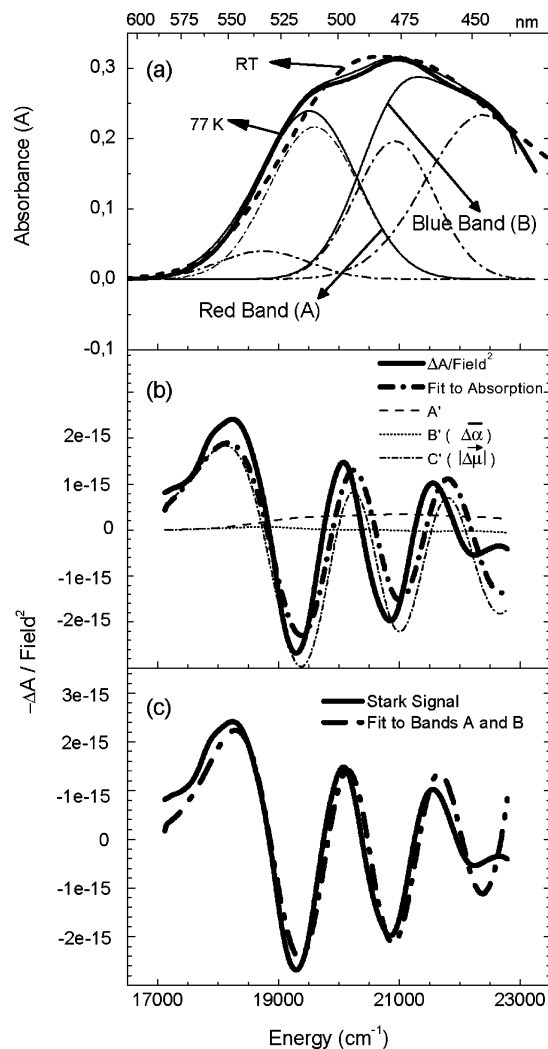 600 575 550 525 500 475 450 nm
(a)
0,3
RT
77 K
0,2
Absorbance (A)
0,1
Blue Band (B)
0,0
Red Band (A)
-0,1
(b)
ΔA/Field²
Fit to Absorption
A'
B' ( Δα )
C' ( |Δμ| )
2e-15
1e-15
0
-1e-15
-2e-15
−ΔA / Field²
3e-15
(c)
Stark Signal
Fit to Bands A and B
2e-15
-1e-15
0
-1e-15
-2e-15
17000 19000 21000 23000
Energy (cm⁻¹)